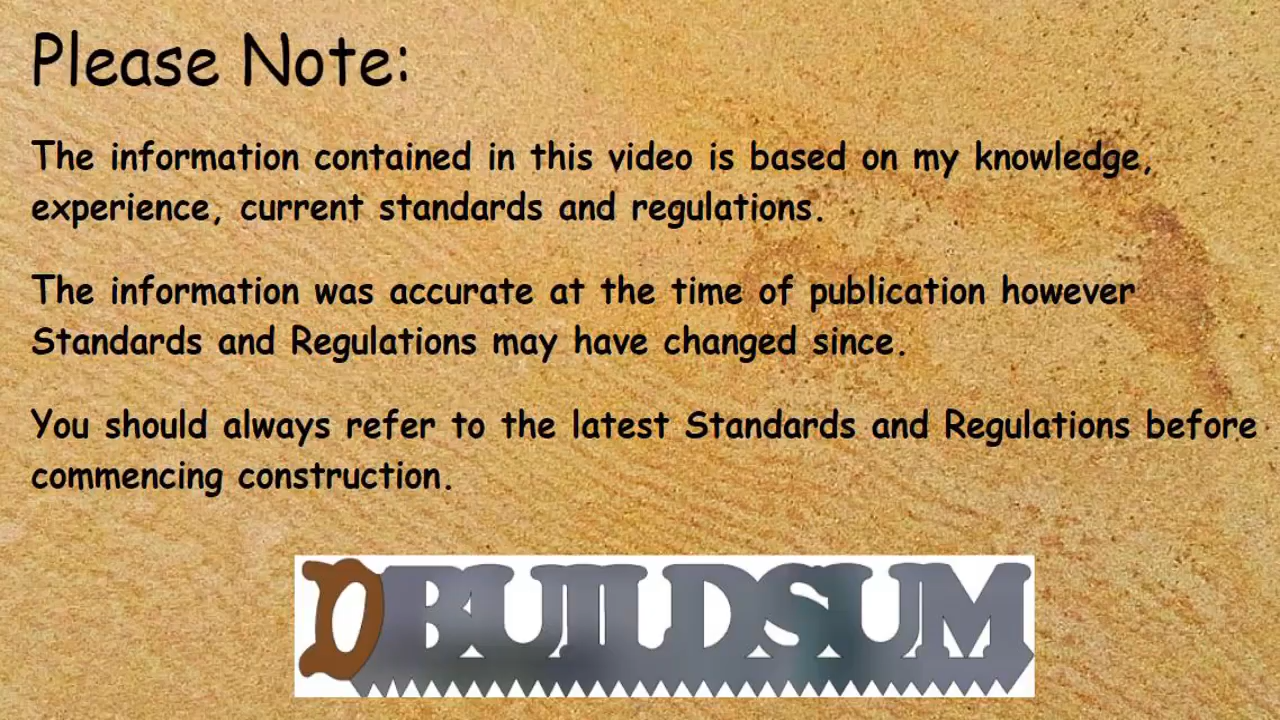 Please Note:
The information contained in this video is based on my knowledge,
experience, current standards and regulations.
The information was accurate at the time of publication however
Standards and Regulations may have changed since.
You should always refer to the latest Standards and Regulations before
commencing construction.
BUILDSUM